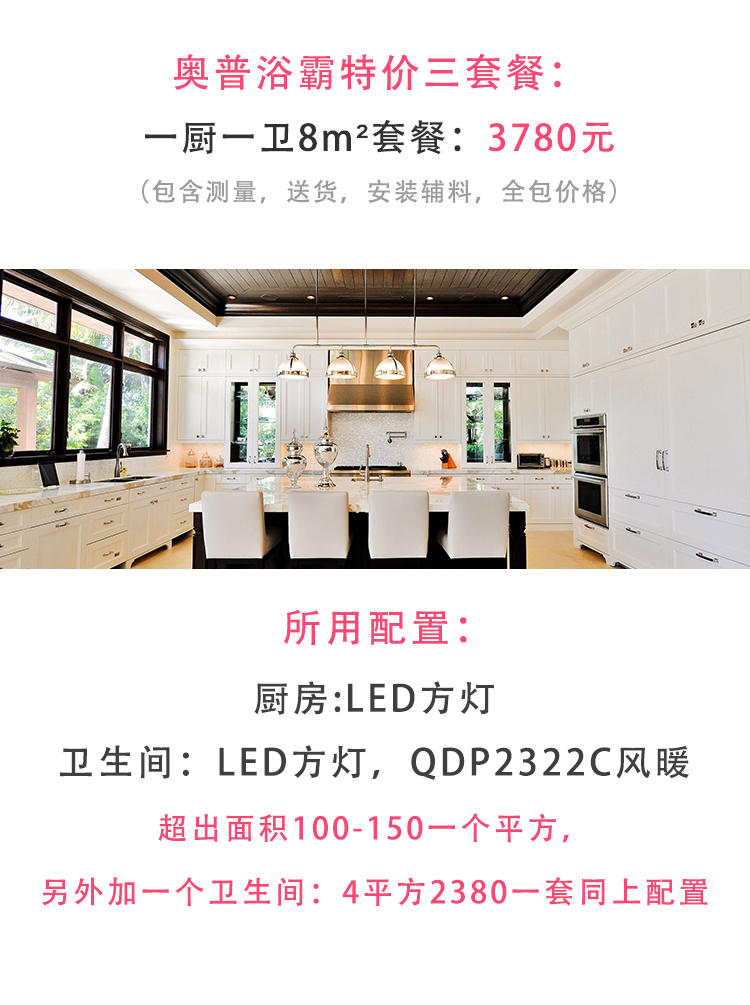 奥普浴霸特价三套餐：
一厨一卫8m²套餐：3780元
（包含测量，送货，安装辅料，全包价格）
所用配置：
厨房:LED方灯
卫生间：LED方灯，QDP2322C风暖
超出面积100-150一个平方，
另外加一个卫生间：4平方2380一套同上配置